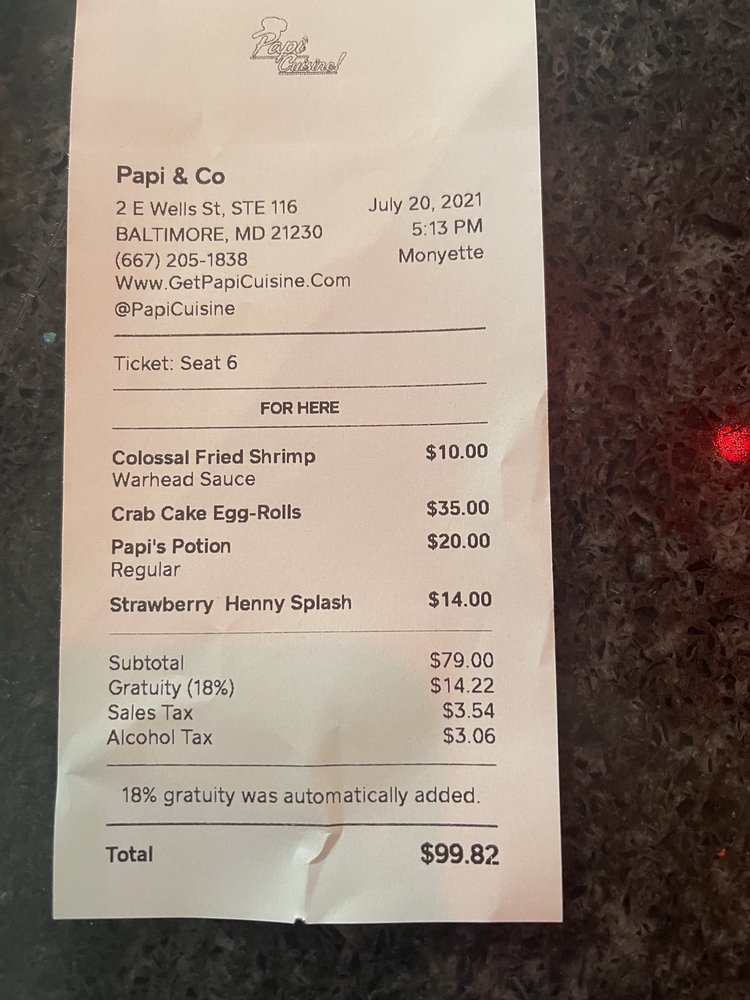 Papi
Cuisine!
Papi & Co
2 E Wells St, STE 116 July 20, 2021
BALTIMORE, MD 21230 5:13 PM
(667) 205-1838 Monyette
Www.GetPapiCuisine.Com
@PapiCuisine
Ticket: Seat 6
FOR HERE
Colossal Fried Shrimp $10.00
Warhead Sauce
Crab Cake Egg-Rolls $35.00
Papi's Potion $20.00
Regular
Strawberry Henny Splash $14.00
Subtotal $79.00
Gratuity (18%) $14.22
Sales Tax $3.54
Alcohol Tax $3.06
18% gratuity was automatically added.
Total $99.82